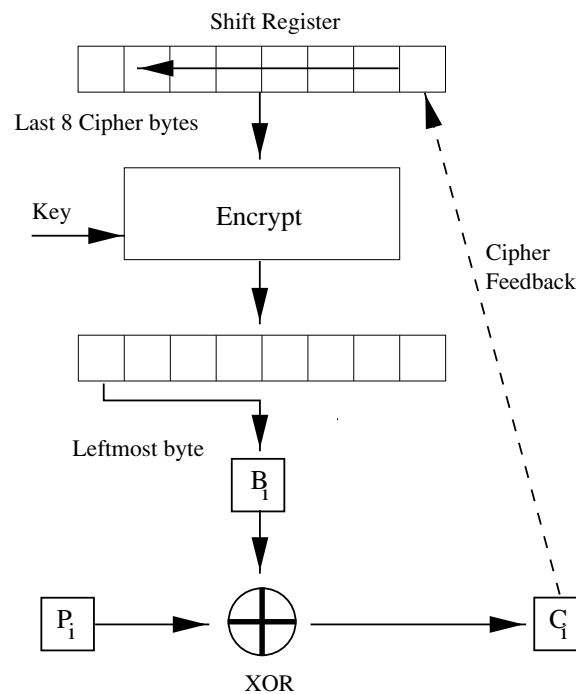 Shift Register
Last 8 Cipher bytes
Key
Encrypt
Cipher
Feedback
Leftmost byte
B i
P i
C i
XOR